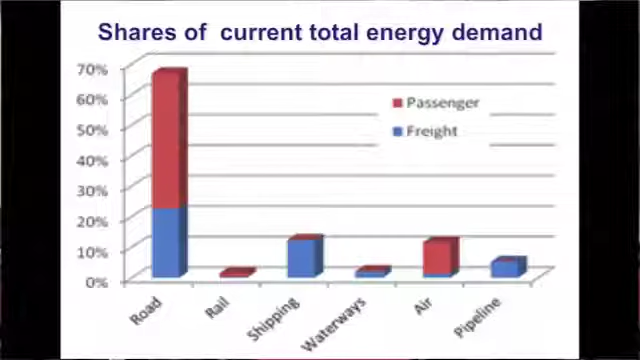 Shares of current total energy demand
70%
60%
50%
40%
30%
20%
10%
0%
Passenger
Freight
Road
Rail
Shipping
Waterways
Air
Pipeline